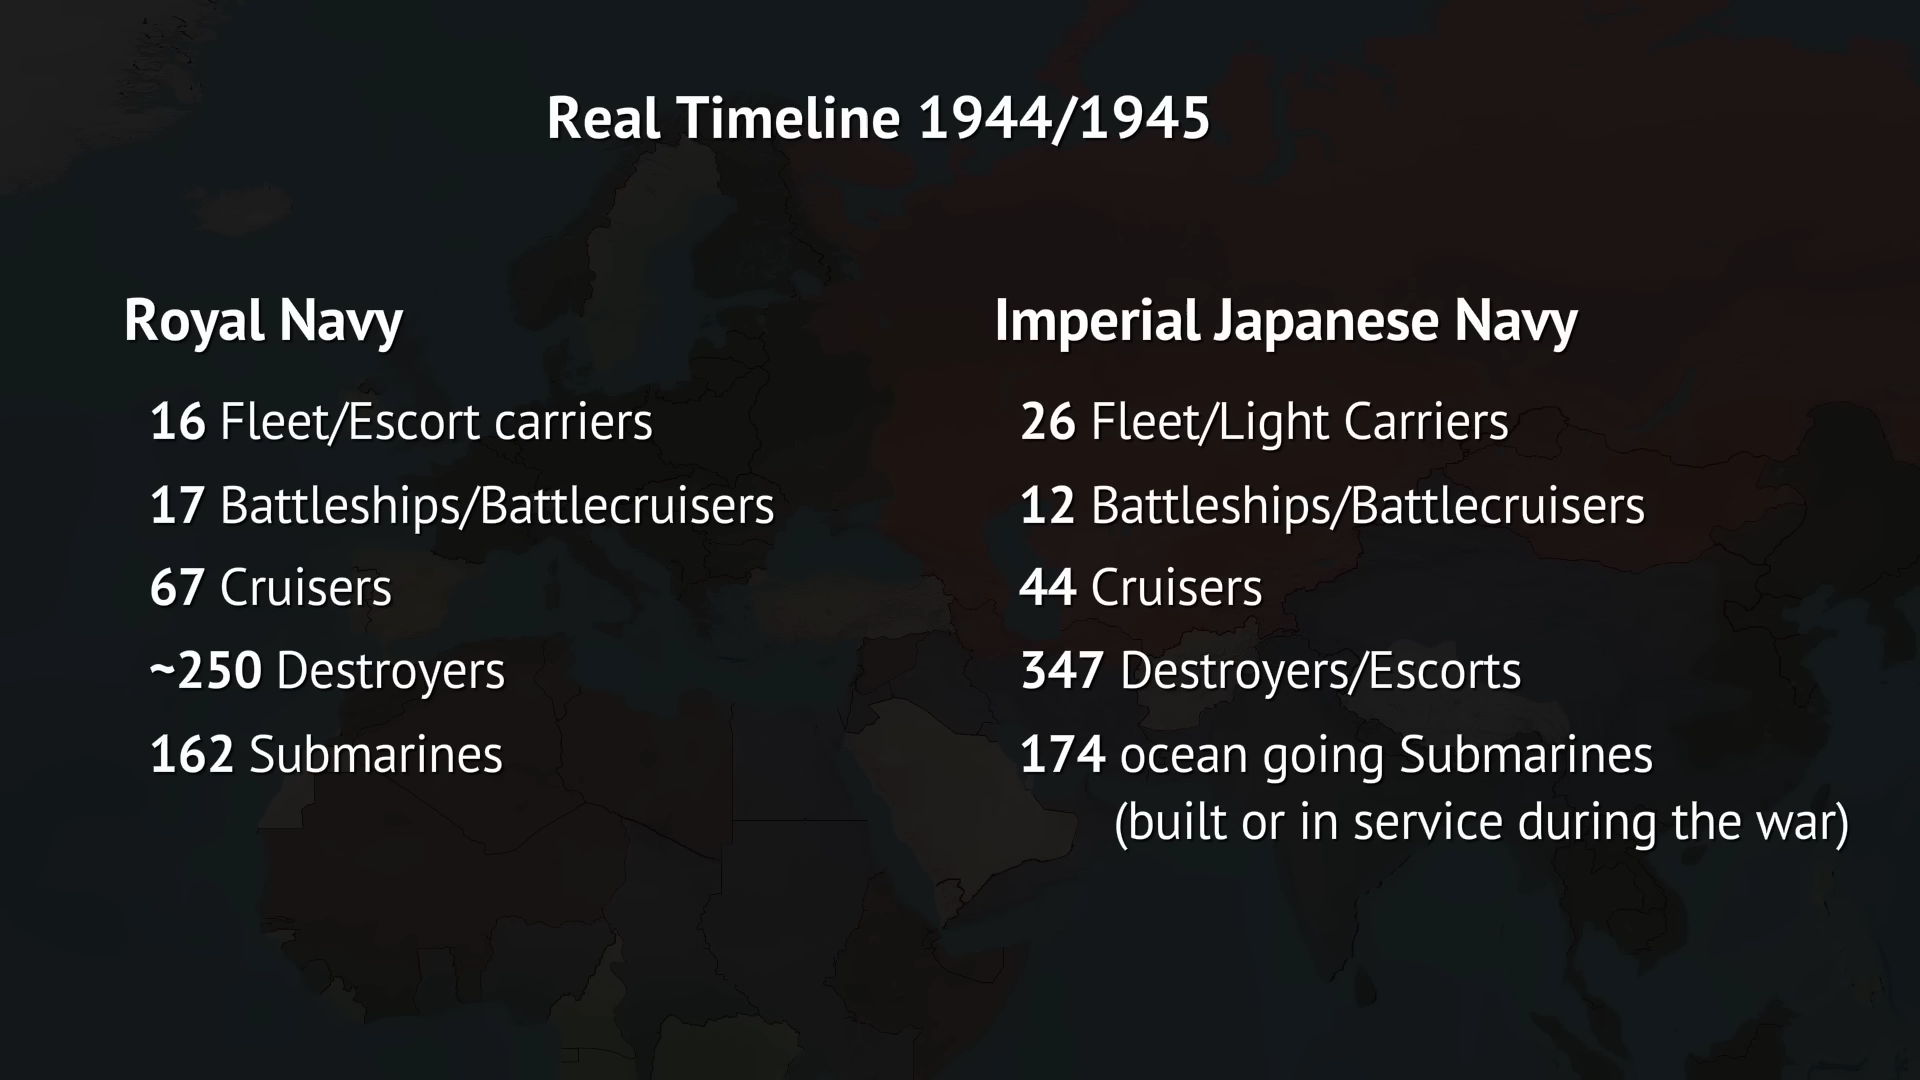 Real Timeline 1944/1945
Royal Navy
16 Fleet/Escort carriers
17 Battleships/Battlecruisers
67 Cruisers
~250 Destroyers
162 Submarines
Imperial Japanese Navy
26 Fleet/Light Carriers
12 Battleships/Battlecruisers
44 Cruisers
347 Destroyers/Escorts
174 ocean going Submarines
(built or in service during the war)